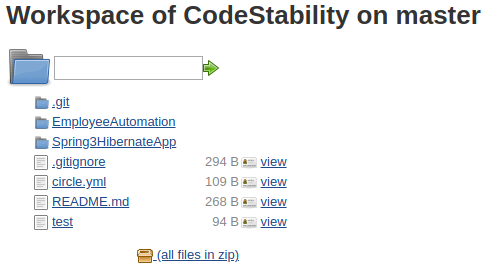 Workspace of CodeStability on master
.git
EmployeeAutomation
Spring3HibernateApp
.gitignore 294 B view
circle.yml 109 B view
README.md 268 B view
test 94 B view
(all files in zip)